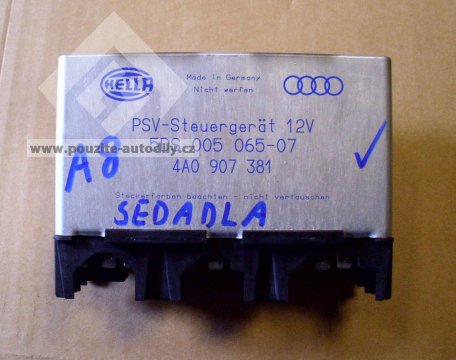 HELLA
Made in Germany
Nicht werfen
PSV-Steuergerät 12V
www.pouzite-autodily.cz
5DS 005 065-07
A8
4A0 907 381
Steckerfarben beachten - nicht vertauschen
SEDADLA